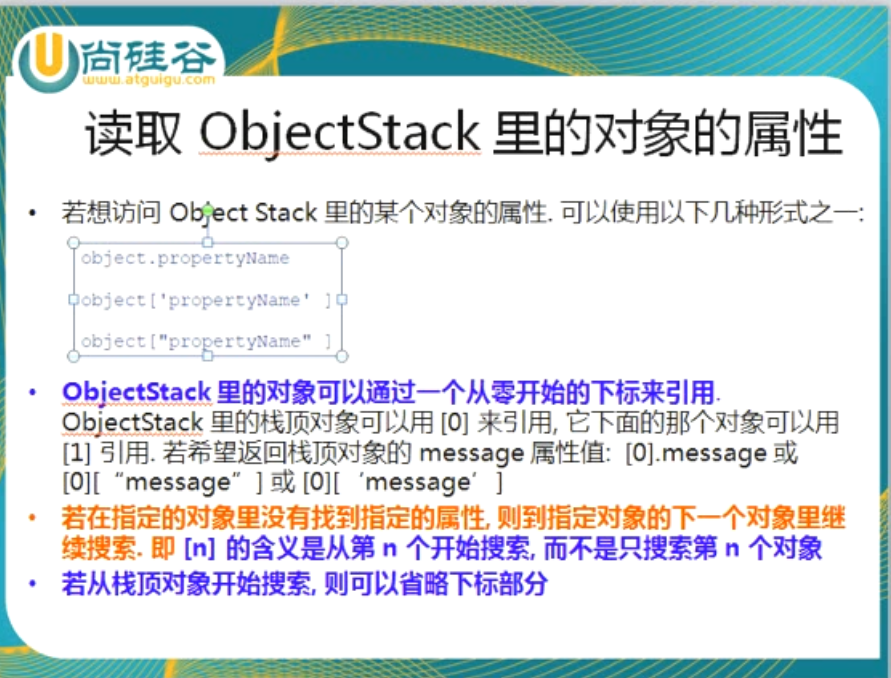 尚硅谷
www.atguigu.com
读取 ObjectStack 里的对象的属性
• 若想访问 Object Stack 里的某个对象的属性. 可以使用以下几种形式之一:
object.propertyName
object['propertyName' ]
object["propertyName" ]
• ObjectStack 里的对象可以通过一个从零开始的下标来引用.
ObjectStack 里的栈顶对象可以用 [0] 来引用, 它下面的那个对象可以用
[1] 引用. 若希望返回栈顶对象的 message 属性值: [0].message 或
[0][ “message” ] 或 [0][ ‘message’ ]
• 若在指定的对象里没有找到指定的属性, 则到指定对象的下一个对象里继
续搜索. 即 [n] 的含义是从第 n 个开始搜索, 而不是只搜索第 n 个对象
• 若从栈顶对象开始搜索, 则可以省略下标部分